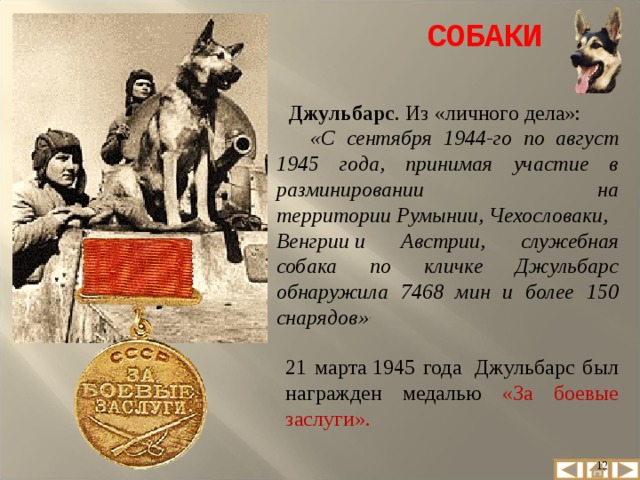 СОБАКИ
Джульбарс. Из «личного дела»:
«С сентября 1944-го по август
1945 года, принимая участие в
разминировании на
территории Румынии, Чехословаки,
Венгрии и Австрии, служебная
собака по кличке Джульбарс
обнаружила 7468 мин и более 150
снарядов»
21 марта 1945 года Джульбарс был
награжден медалью «За боевые
заслуги».
СССР
ЗА
БОЕВЫЕ
ЗАСЛУГИ
12